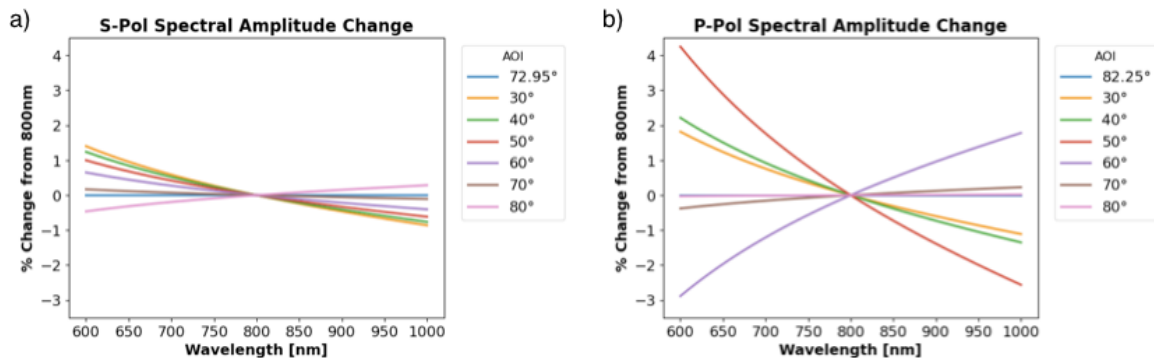 a)
S-Pol Spectral Amplitude Change
% Change from 800nm
4
3
2
1
0
−1
−2
−3
600 650 700 750 800 850 900 950 1000
Wavelength [nm]
AOI
72.95°
30°
40°
50°
60°
70°
80°
b)
P-Pol Spectral Amplitude Change
% Change from 800nm
4
3
2
1
0
−1
−2
−3
600 650 700 750 800 850 900 950 1000
Wavelength [nm]
AOI
82.25°
30°
40°
50°
60°
70°
80°